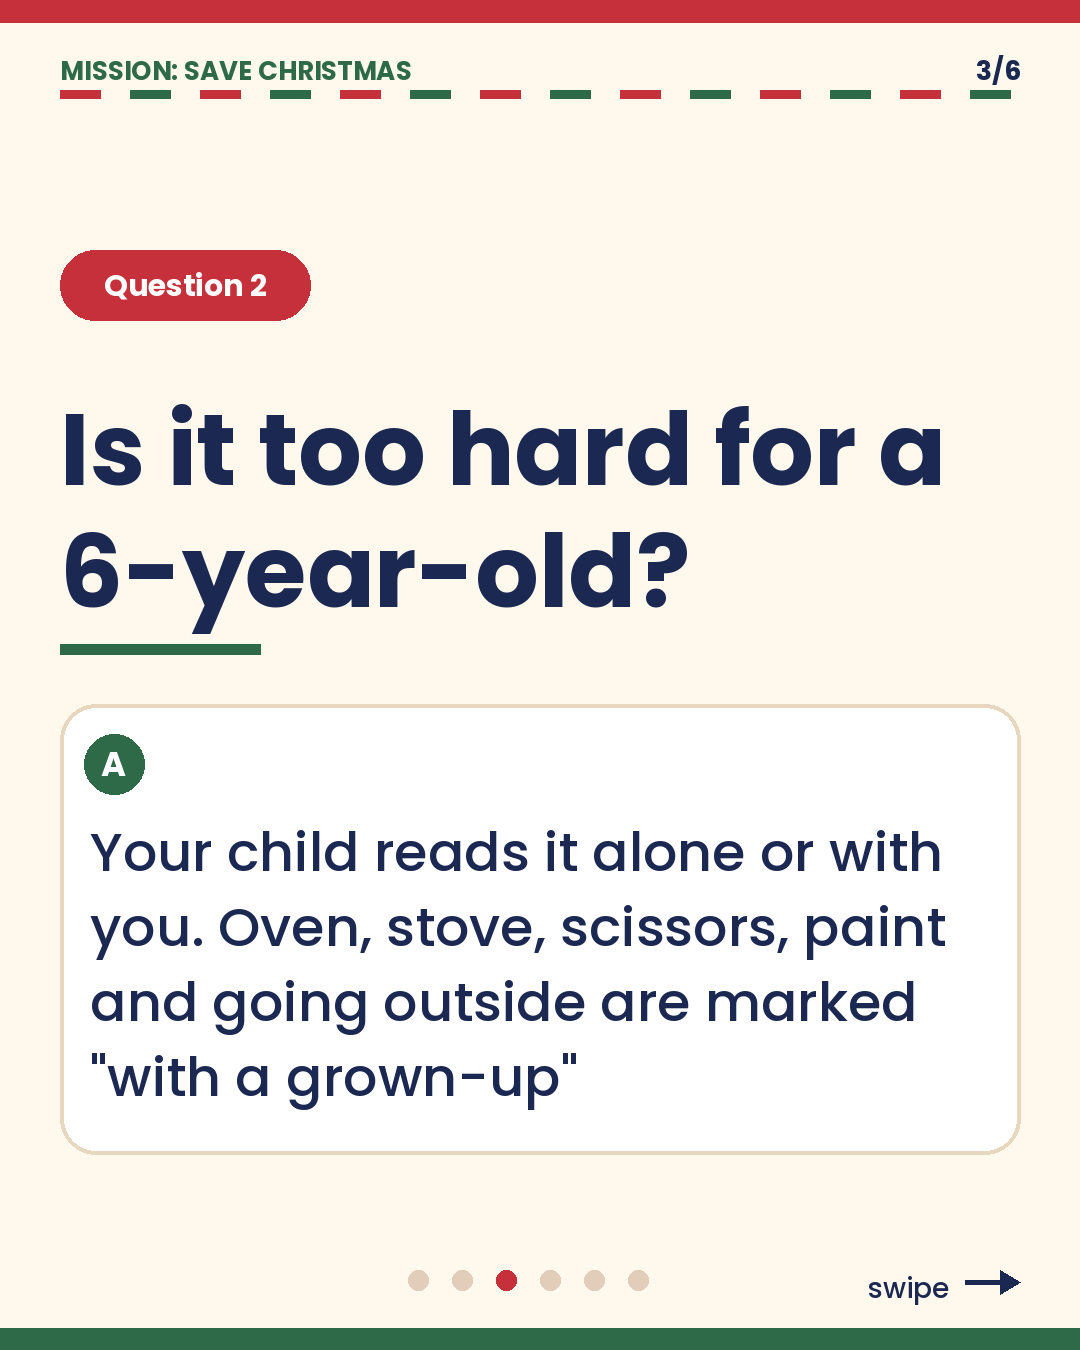 MISSION: SAVE CHRISTMAS
3/6
Question 2
Is it too hard for a
6-year-old?
A
Your child reads it alone or with
you. Oven, stove, scissors, paint
and going outside are marked
"with a grown-up"
swipe